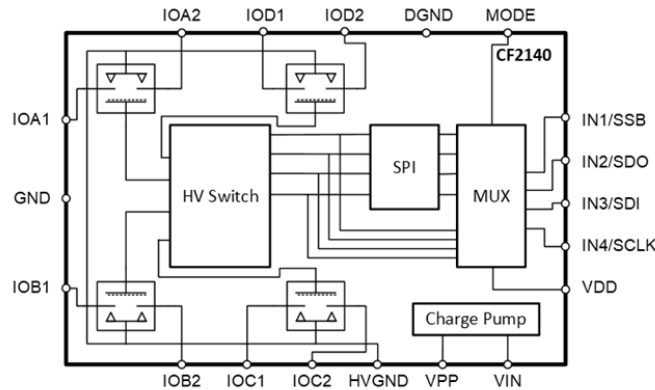 IOA2 IOD1 IOD2 DGND MODE
CF2140
IOA1
IN1/SSB
HV Switch
SPI
MUX
IN2/SDO
GND
IN3/SDI
IN4/SCLK
IOB1
VDD
Charge Pump
IOB2 IOC1 IOC2 HVGND VPP VIN